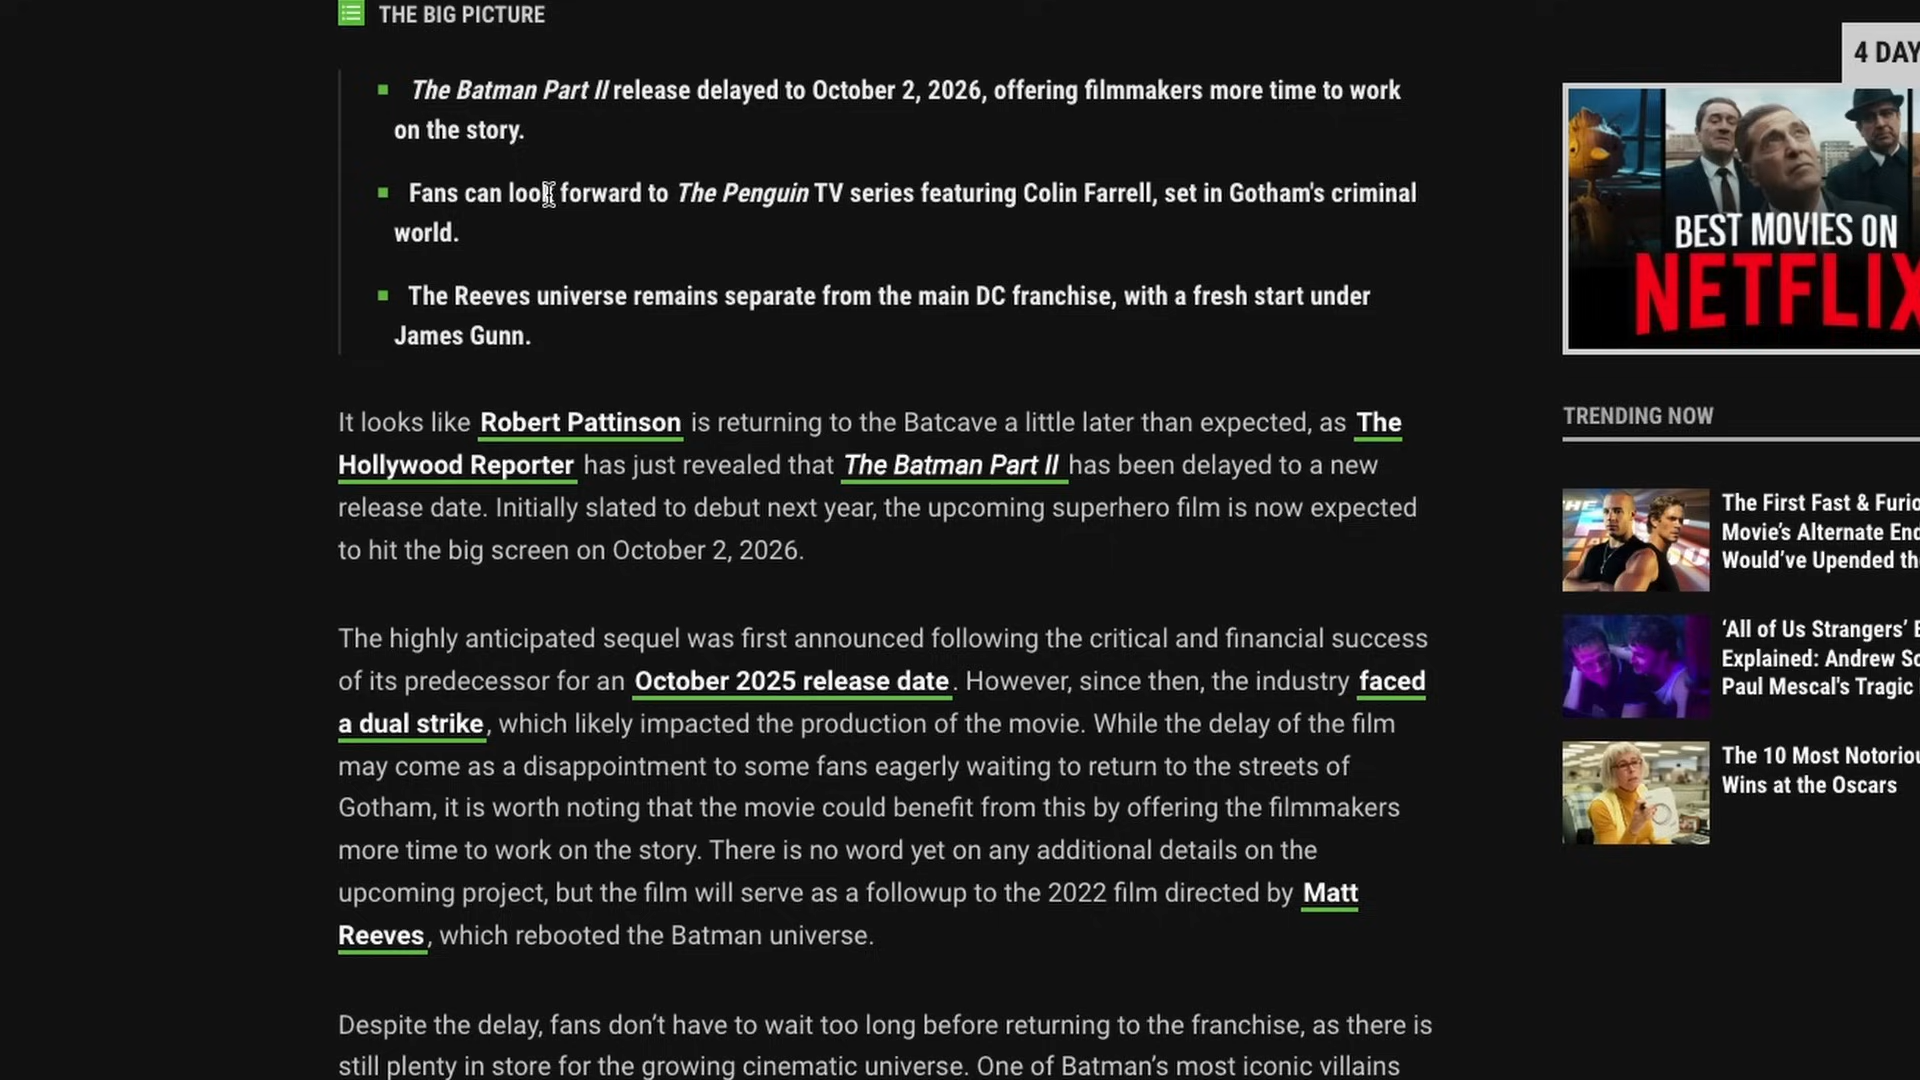 THE BIG PICTURE
The Batman Part II release delayed to October 2, 2026, offering filmmakers more time to work
on the story.
Fans can look forward to The Penguin TV series featuring Colin Farrell, set in Gotham's criminal
world.
The Reeves universe remains separate from the main DC franchise, with a fresh start under
James Gunn.
It looks like Robert Pattinson is returning to the Batcave a little later than expected, as The
Hollywood Reporter has just revealed that The Batman Part II has been delayed to a new
release date. Initially slated to debut next year, the upcoming superhero film is now expected
to hit the big screen on October 2, 2026.
The highly anticipated sequel was first announced following the critical and financial success
of its predecessor for an October 2025 release date. However, since then, the industry faced
a dual strike, which likely impacted the production of the movie. While the delay of the film
may come as a disappointment to some fans eagerly waiting to return to the streets of
Gotham, it is worth noting that the movie could benefit from this by offering the filmmakers
more time to work on the story. There is no word yet on any additional details on the
upcoming project, but the film will serve as a followup to the 2022 film directed by Matt
Reeves, which rebooted the Batman universe.
Despite the delay, fans don’t have to wait too long before returning to the franchise, as there is
still plenty in store for the growing cinematic universe. One of Batman’s most iconic villains
4 DAY
BEST MOVIES ON
NETFLIX
TRENDING NOW
The First Fast & Furio
Movie’s Alternate End
Would’ve Upended th
‘All of Us Strangers’ E
Explained: Andrew Sc
Paul Mescal's Tragic
The 10 Most Notoriou
Wins at the Oscars